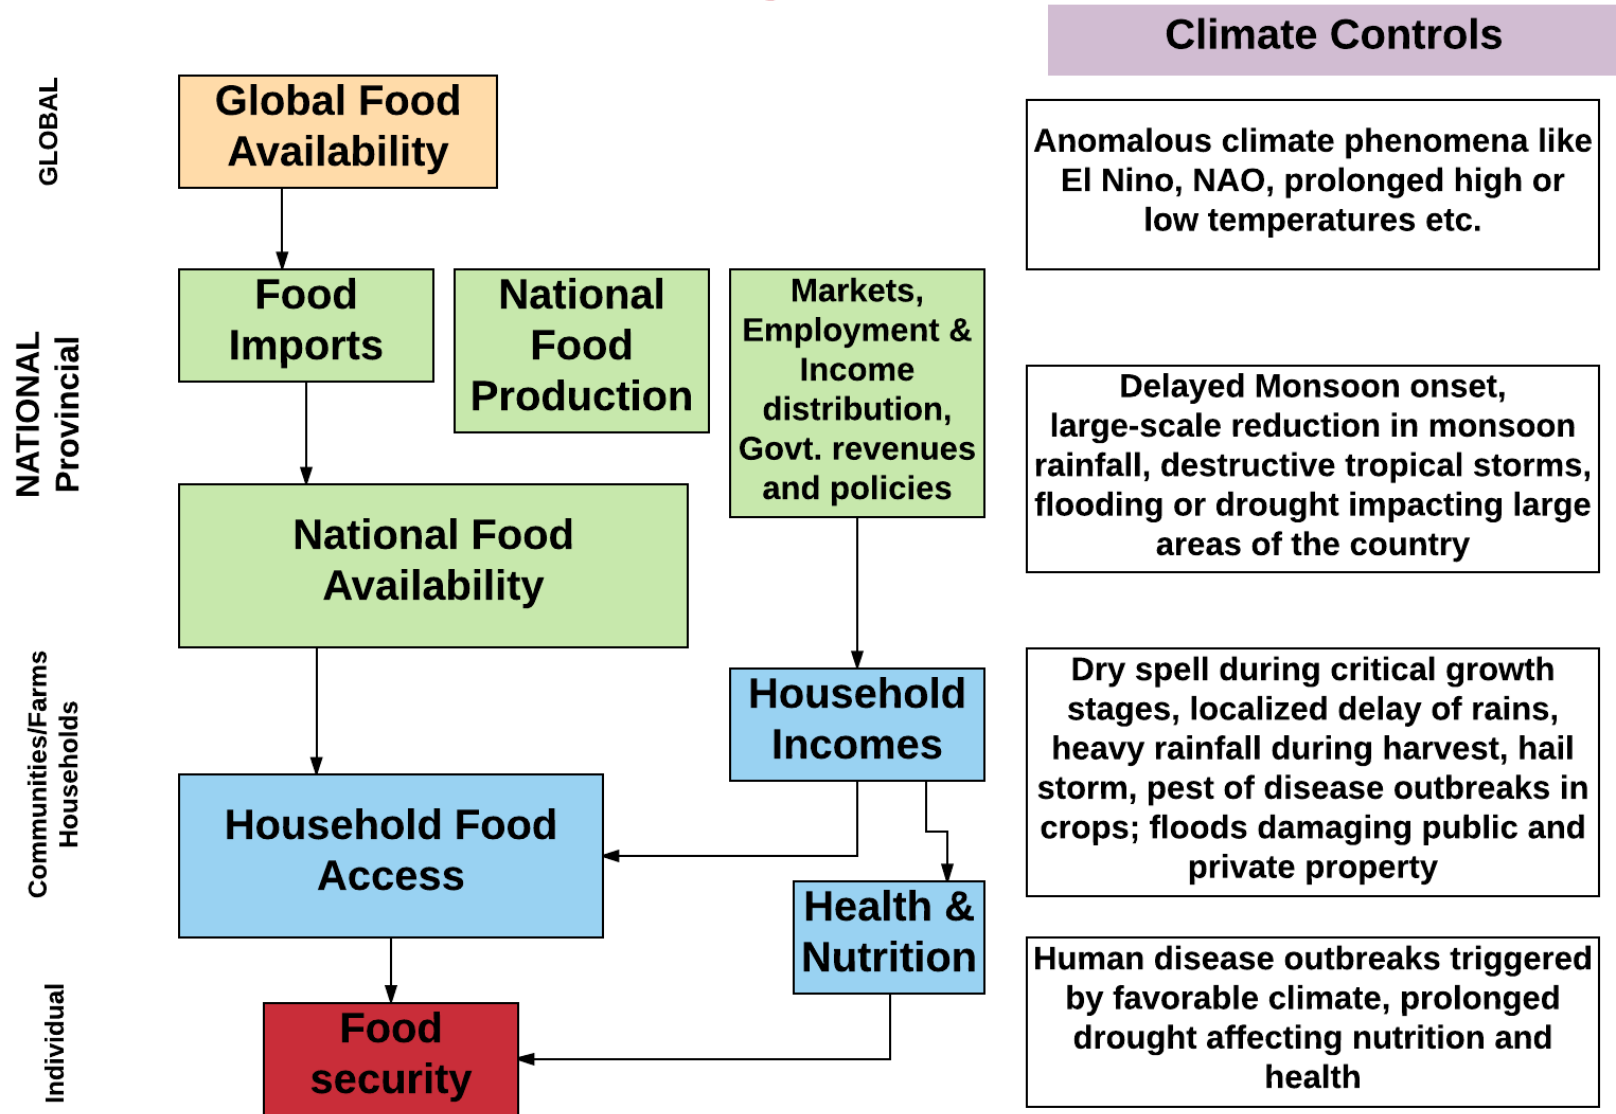 Climate Controls
GLOBAL
Global Food
Availability
Anomalous climate phenomena like
El Nino, NAO, prolonged high or
low temperatures etc.
NATIONAL
Provincial
Food
Imports
National
Food
Production
Markets,
Employment &
Income
distribution,
Govt. revenues
and policies
Delayed Monsoon onset,
large-scale reduction in monsoon
rainfall, destructive tropical storms,
flooding or drought impacting large
areas of the country
National Food
Availability
Communities/Farms
Households
Household
Incomes
Dry spell during critical growth
stages, localized delay of rains,
heavy rainfall during harvest, hail
storm, pest of disease outbreaks in
crops; floods damaging public and
private property
Household Food
Access
Health &
Nutrition
Individual
Food
security
Human disease outbreaks triggered
by favorable climate, prolonged
drought affecting nutrition and
health